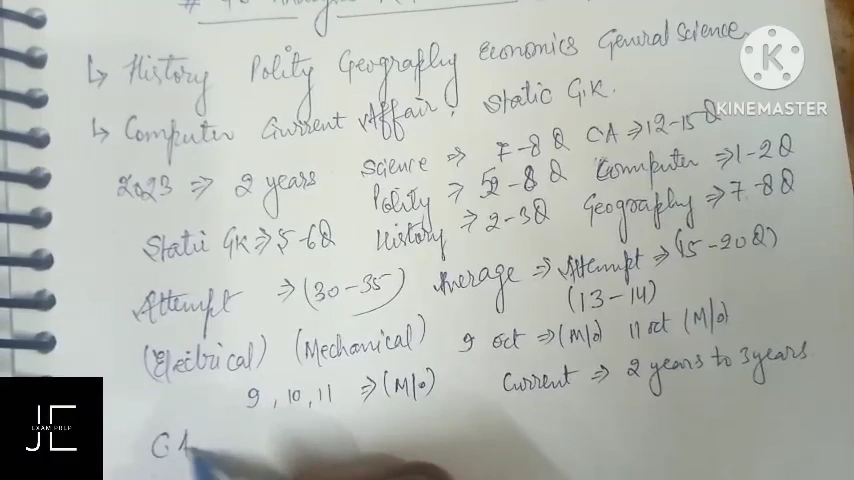 ↳ History Polity Geography Economics General Science
KINEMASTER
↳ Computer Current Affair, Static G.K.
2023 ⇒ 2 years Science ⇒ 7-8 Q CA ⇒ 12-15 Q
Polity ⇒ 5-8 Q Computer ⇒ 1-2 Q
Static GK ⇒ 5-6 Q History ⇒ 2-3 Q Geography ⇒ 7-8 Q
Attempt ⇒ (30-35) Average ⇒ Attempt ⇒ (15-20 Q)
(13-14)
(Electrical) (Mechanical) 9 oct ⇒ (M/o) 11 oct (M/o)
9, 10, 11 ⇒ (M/o) Current ⇒ 2 years to 3 years
JE
EXAM PREP